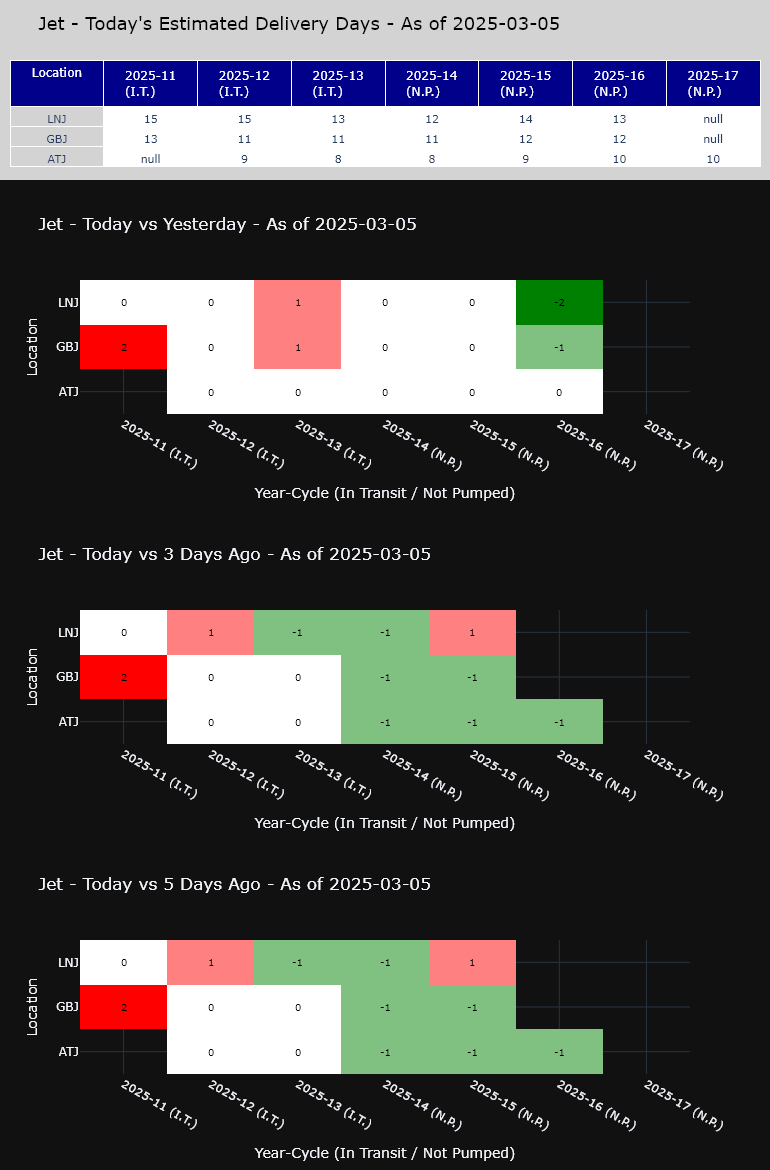 Jet - Today's Estimated Delivery Days - As of 2025-03-05
Location 2025-11 (I.T.) 2025-12 (I.T.) 2025-13 (I.T.) 2025-14 (N.P.) 2025-15 (N.P.) 2025-16 (N.P.) 2025-17 (N.P.)
LNJ 15 15 13 12 14 13 null
GBJ 13 11 11 11 12 12 null
ATJ null 9 8 8 9 10 10
Jet - Today vs Yesterday - As of 2025-03-05
Location
LNJ 0 0 1 0 0 -2
GBJ 2 0 1 0 0 -1
ATJ 0 0 0 0 0
2025-11 (I.T.) 2025-12 (I.T.) 2025-13 (I.T.) 2025-14 (N.P.) 2025-15 (N.P.) 2025-16 (N.P.) 2025-17 (N.P.)
Year-Cycle (In Transit / Not Pumped)
Jet - Today vs 3 Days Ago - As of 2025-03-05
Location
LNJ 0 1 -1 -1 1
GBJ 2 0 0 -1 -1
ATJ 0 0 -1 -1 -1
2025-11 (I.T.) 2025-12 (I.T.) 2025-13 (I.T.) 2025-14 (N.P.) 2025-15 (N.P.) 2025-16 (N.P.) 2025-17 (N.P.)
Year-Cycle (In Transit / Not Pumped)
Jet - Today vs 5 Days Ago - As of 2025-03-05
Location
LNJ 0 1 -1 -1 1
GBJ 2 0 0 -1 -1
ATJ 0 0 -1 -1 -1
2025-11 (I.T.) 2025-12 (I.T.) 2025-13 (I.T.) 2025-14 (N.P.) 2025-15 (N.P.) 2025-16 (N.P.) 2025-17 (N.P.)
Year-Cycle (In Transit / Not Pumped)